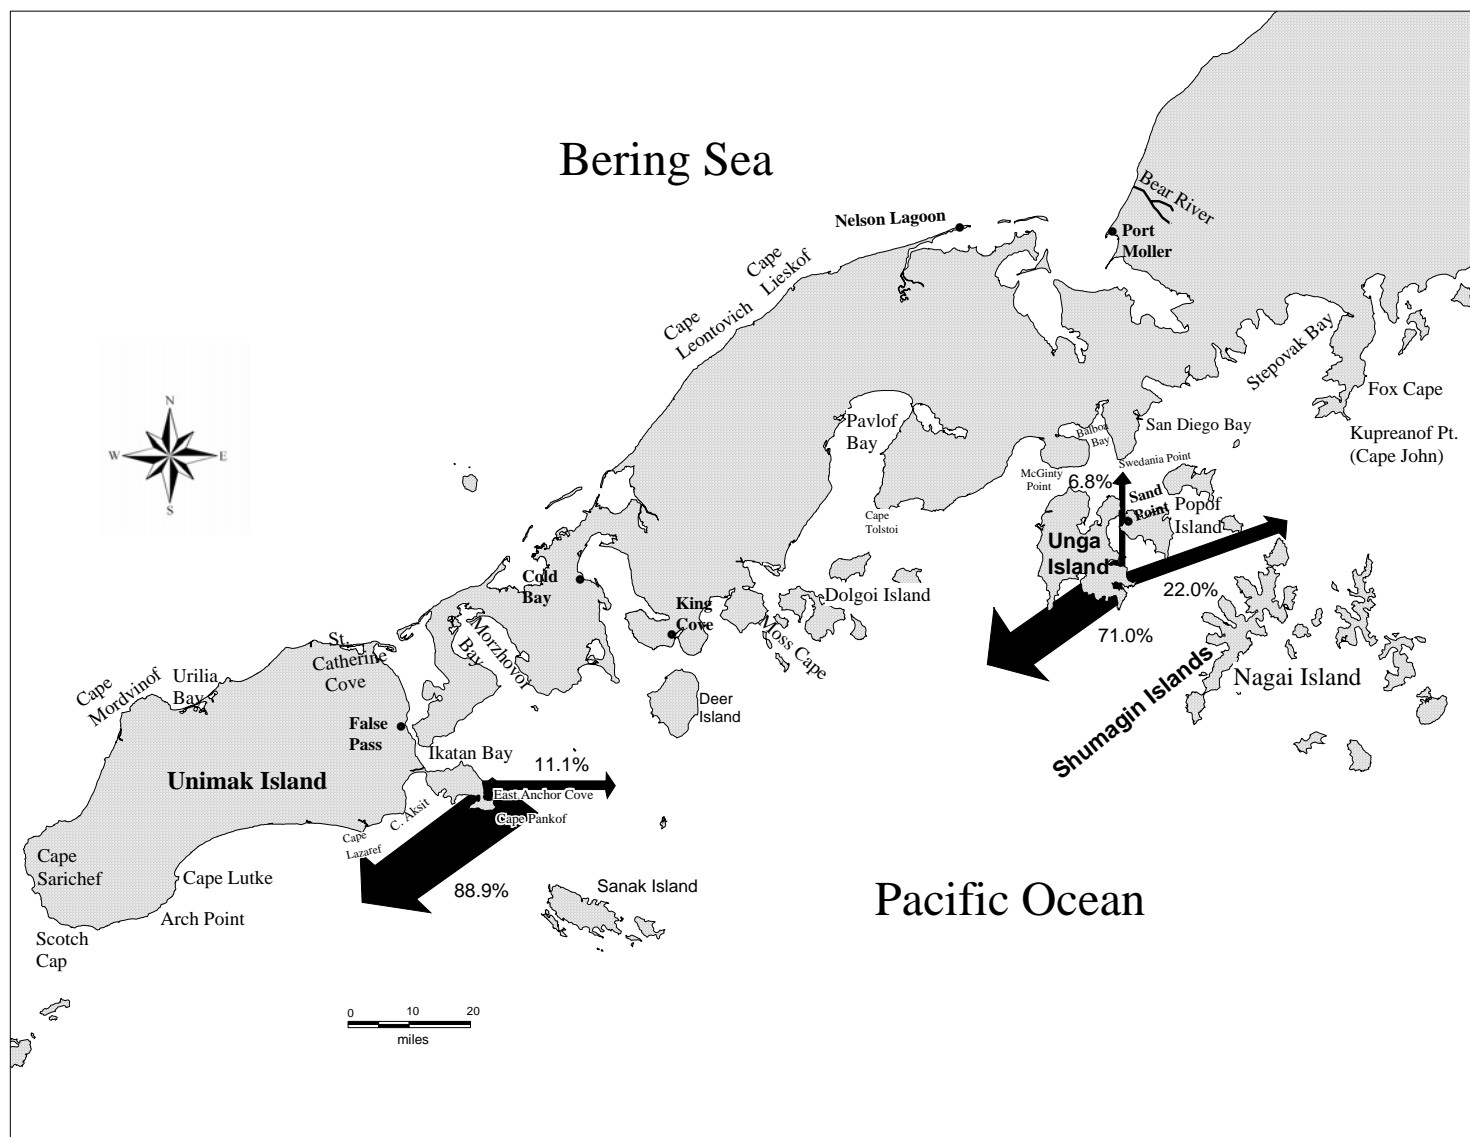 Bering Sea
Bear River
Nelson Lagoon
Port
Moller
Cape
Lieskof
Cape
Leontovich
Stepovak Bay
Fox Cape
Kupreanof Pt.
(Cape John)
Pavlof
Bay
Balboa
Bay
San Diego Bay
Swedania Point
McGinty
Point
6.8%
Sand
Point
Popof
Island
Cape
Tolstoi
Unga
Island
22.0%
71.0%
N
W
E
S
Cold
Bay
King
Cove
Dolgoi Island
Moss Cape
Morzhovoi
Bay
St.
Catherine
Cove
Urilia
Bay
Cape
Mordvinof
Deer
Island
Shumagin Islands
Nagai Island
False
Pass
Ikatan Bay
11.1%
Unimak Island
East Anchor Cove
Cape Pankof
C. Aksit
Cape
Lazaref
88.9%
Cape
Sarichef
Cape Lutke
Arch Point
Scotch
Cap
Sanak Island
Pacific Ocean
0 10 20
miles